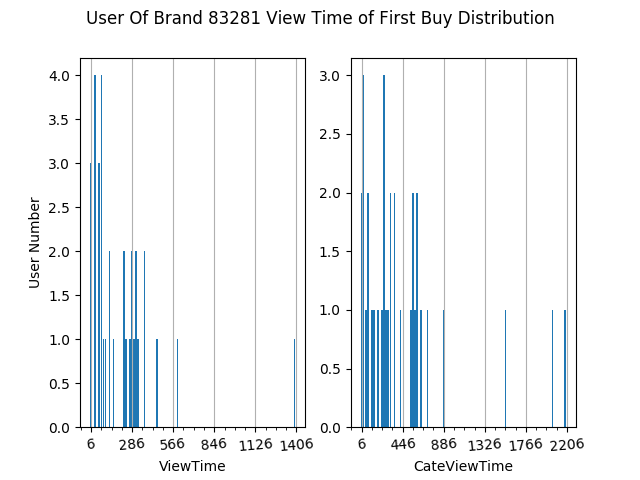 User Of Brand 83281 View Time of First Buy Distribution
User Number
4.0
3.5
3.0
2.5
2.0
1.5
1.0
0.5
0.0
6 286 566 846 1126 1406
ViewTime
3.0
2.5
2.0
1.5
1.0
0.5
0.0
6 446 886 1326 1766 2206
CateViewTime